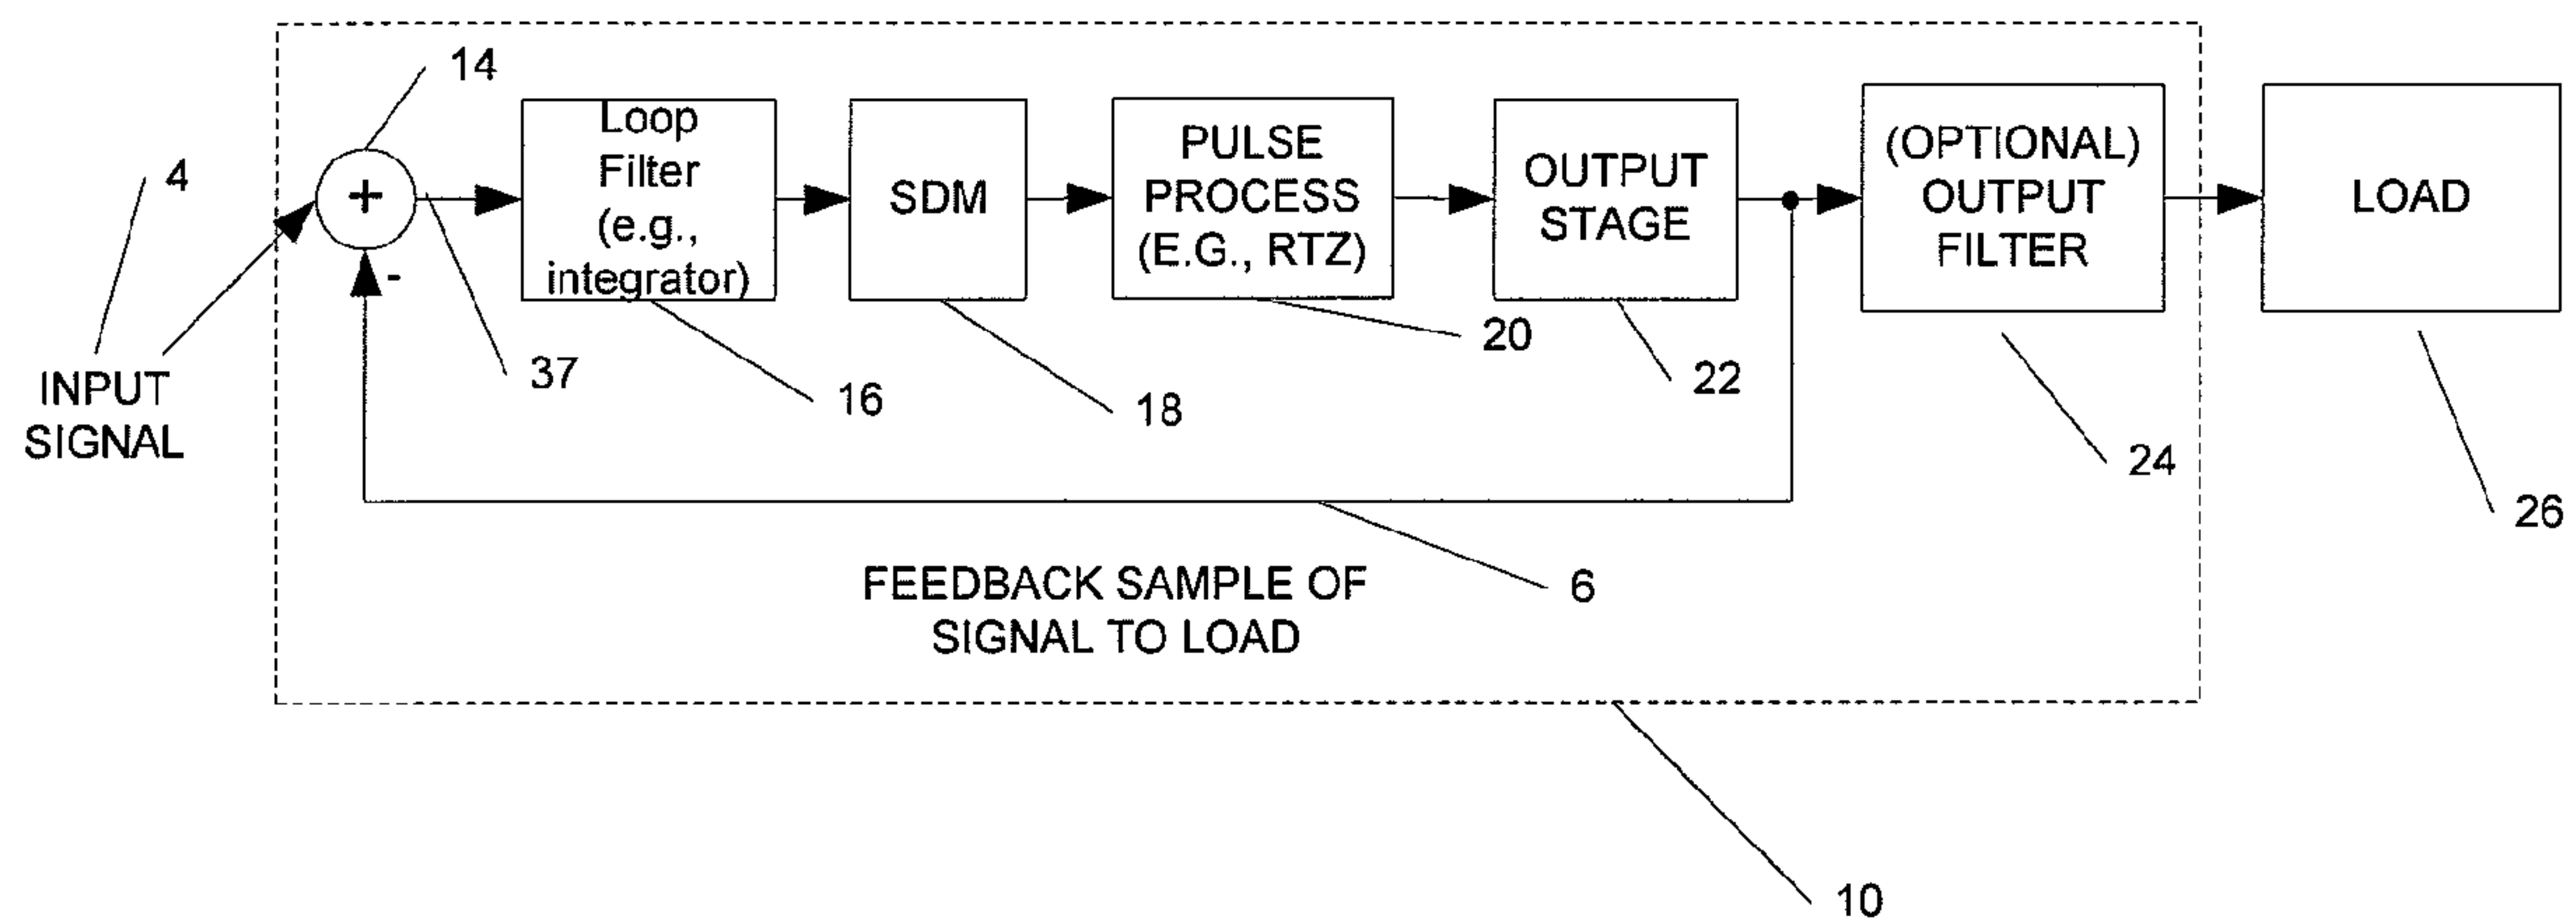 14
4
INPUT
SIGNAL
+
-
37
Loop
Filter
(e.g.,
integrator)
16
SDM
18
PULSE
PROCESS
(E.G., RTZ)
20
OUTPUT
STAGE
22
(OPTIONAL)
OUTPUT
FILTER
24
LOAD
26
6
FEEDBACK SAMPLE OF
SIGNAL TO LOAD
10